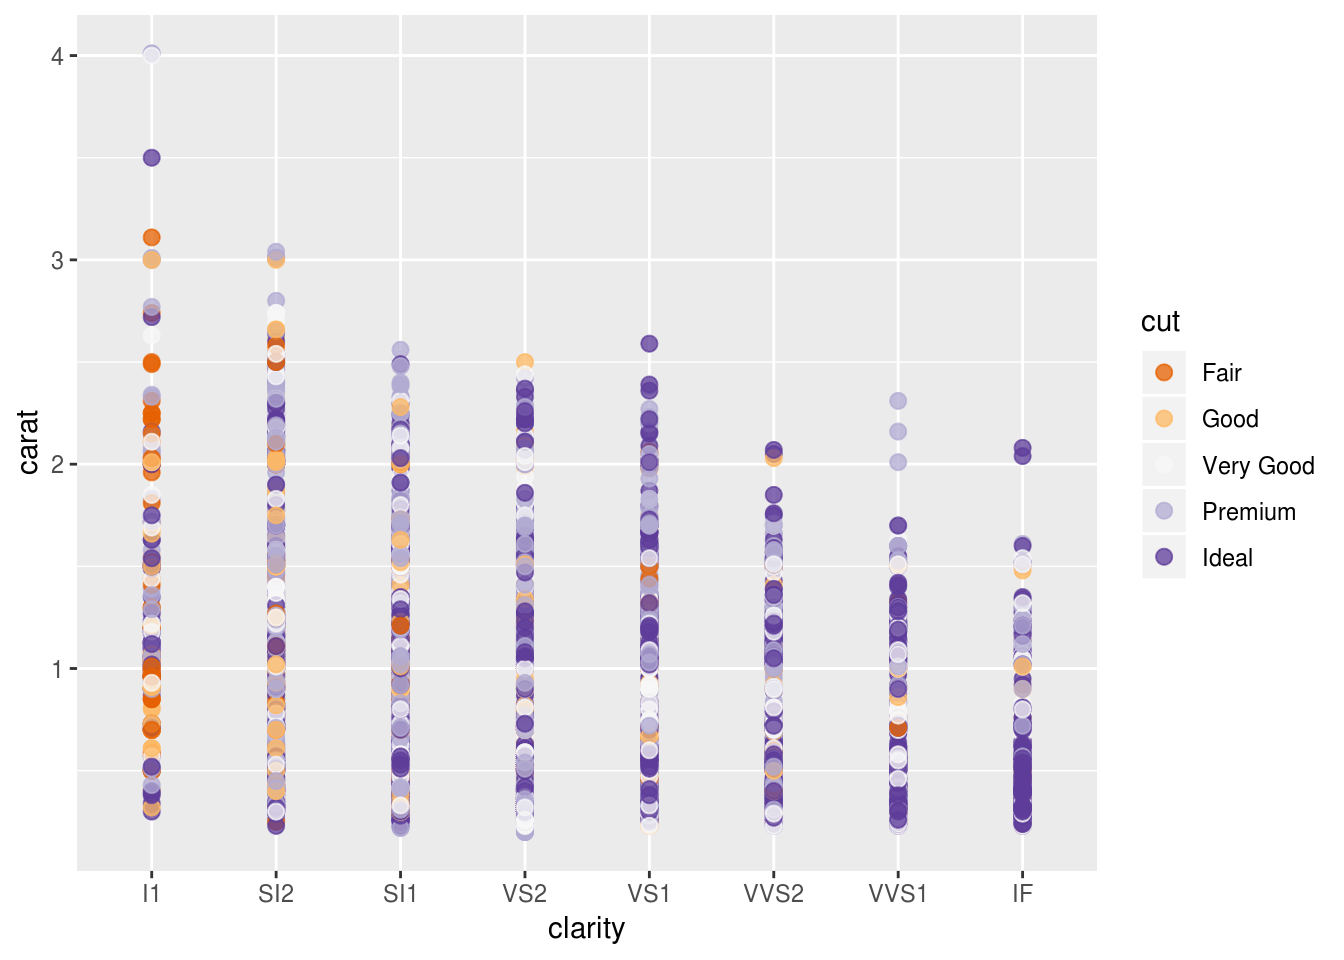 4
3
2
1
carat
I1 SI2 SI1 VS2 VS1 VVS2 VVS1 IF
clarity
cut
Fair
Good
Very Good
Premium
Ideal